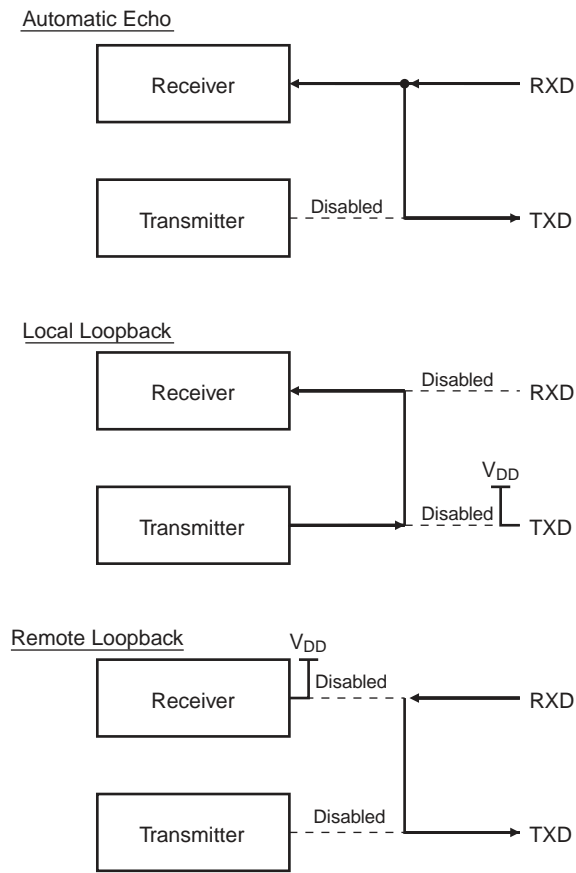 Automatic Echo
Receiver
RXD
Transmitter
Disabled
TXD
Local Loopback
Receiver
Disabled
RXD
VDD
Transmitter
Disabled
TXD
Remote Loopback
VDD
Receiver
Disabled
RXD
Transmitter
Disabled
TXD